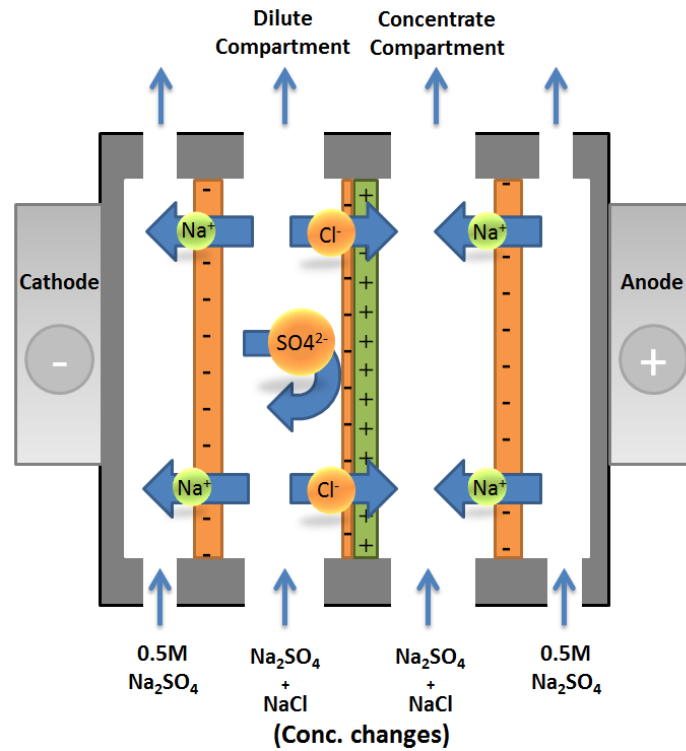 Dilute
Compartment
Concentrate
Compartment
Na⁺
Cl⁻
Na⁺
Cathode
-
SO4²⁻
Anode
+
Na⁺
Cl⁻
Na⁺
0.5M
Na₂SO₄
Na₂SO₄
+
NaCl
Na₂SO₄
+
NaCl
0.5M
Na₂SO₄
(Conc. changes)